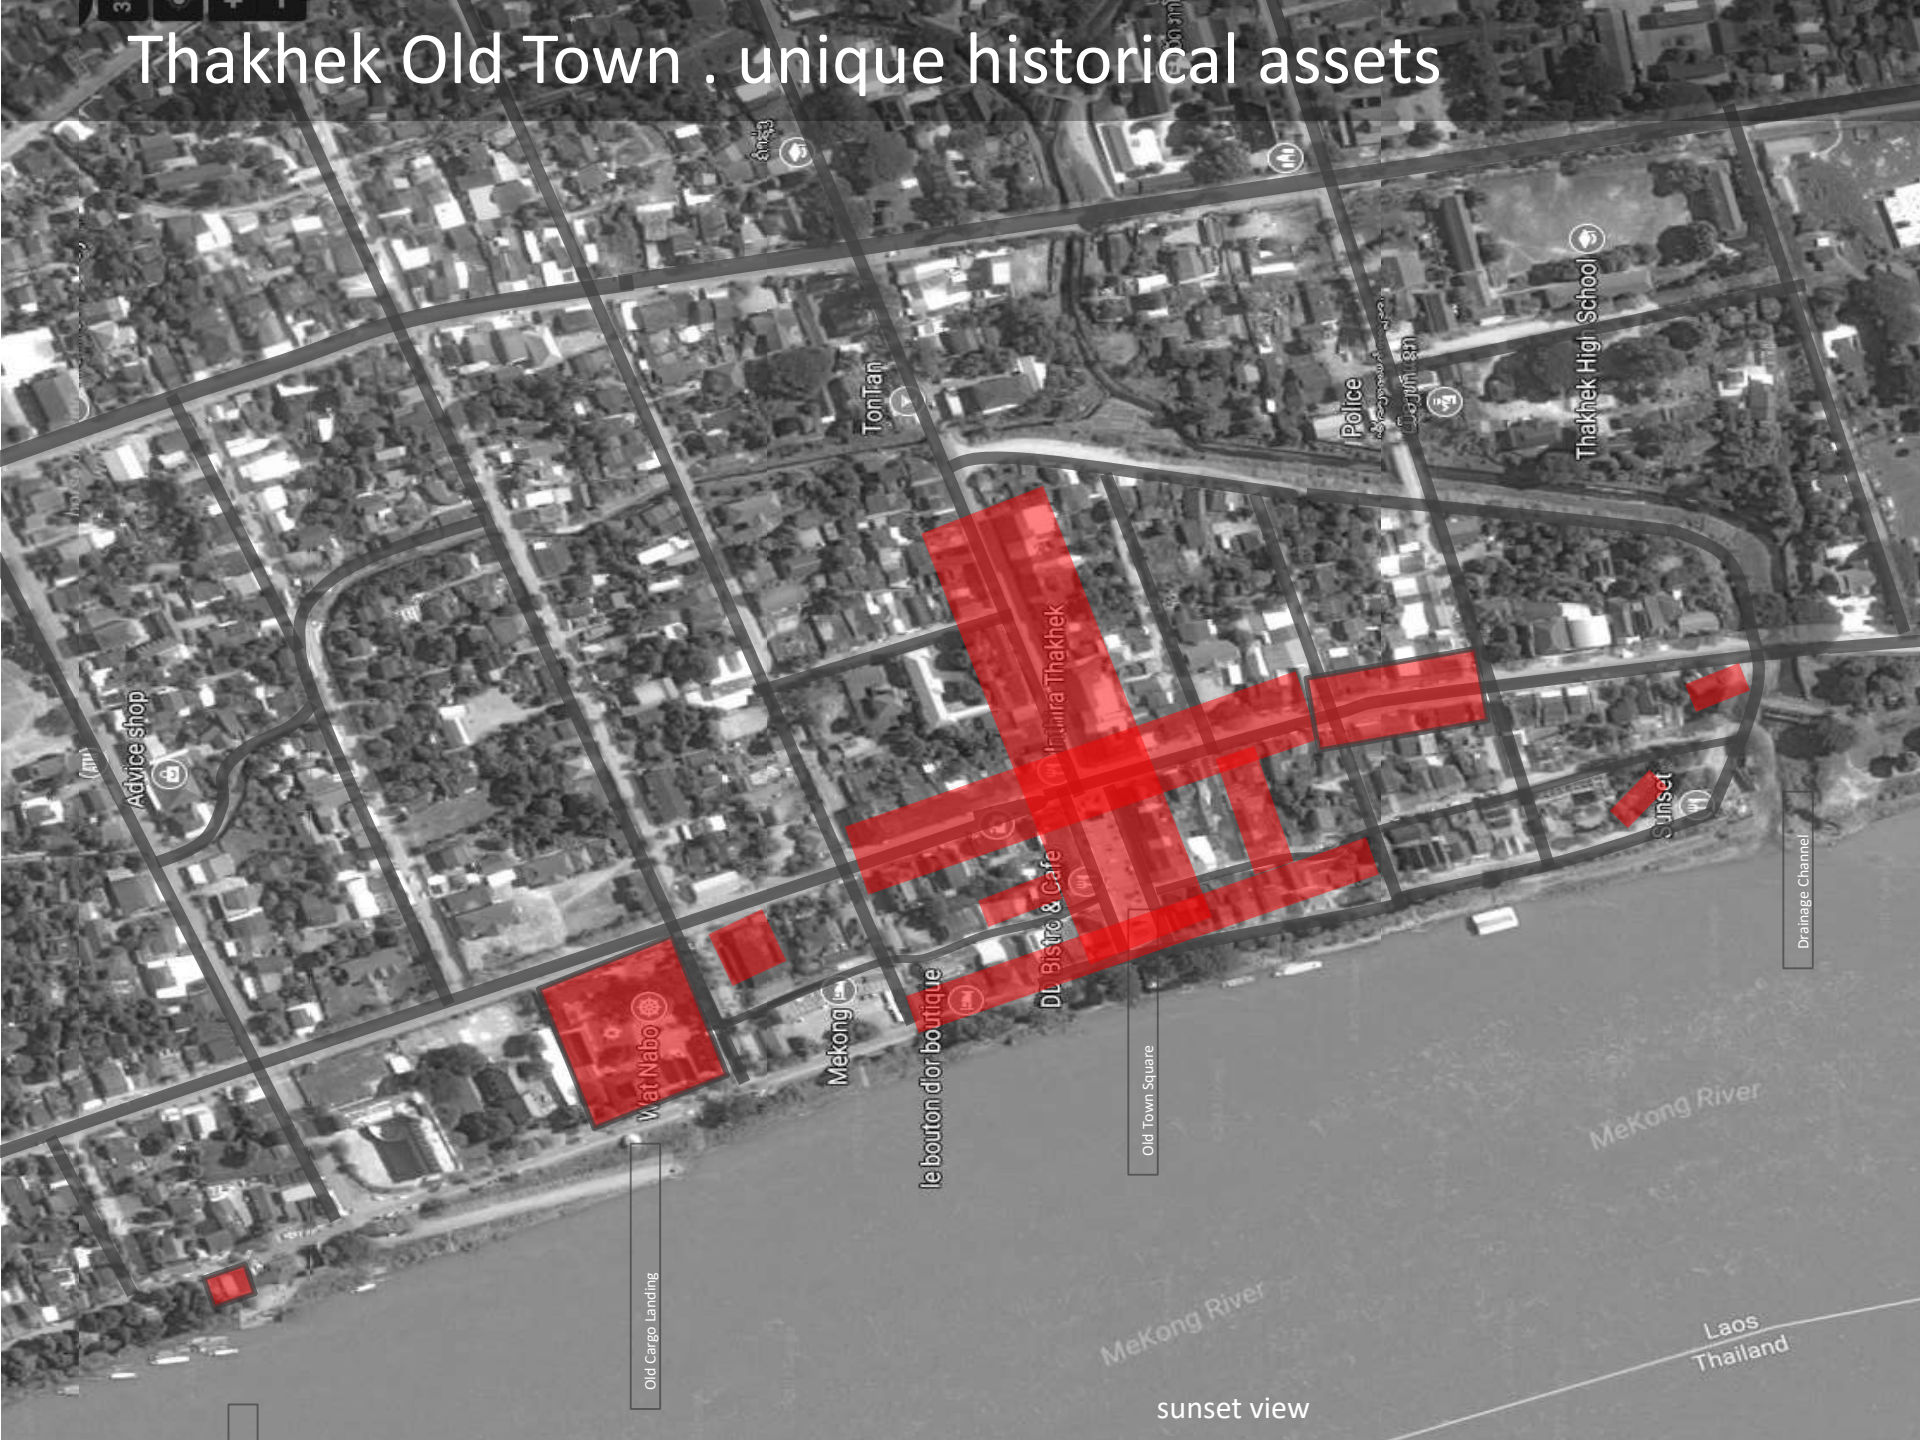 Thakhek Old Town . unique historical assets
TonTan
Police
Thakhek High School
Inthira Thakhek
Advice shop
Sunset
Drainage Channel
DD Bistro & Cafe
Mekong
le bouton d'or boutique
Wat Nabo
Old Town Square
Old Cargo Landing
MeKong River
MeKong River
Laos
Thailand
sunset view